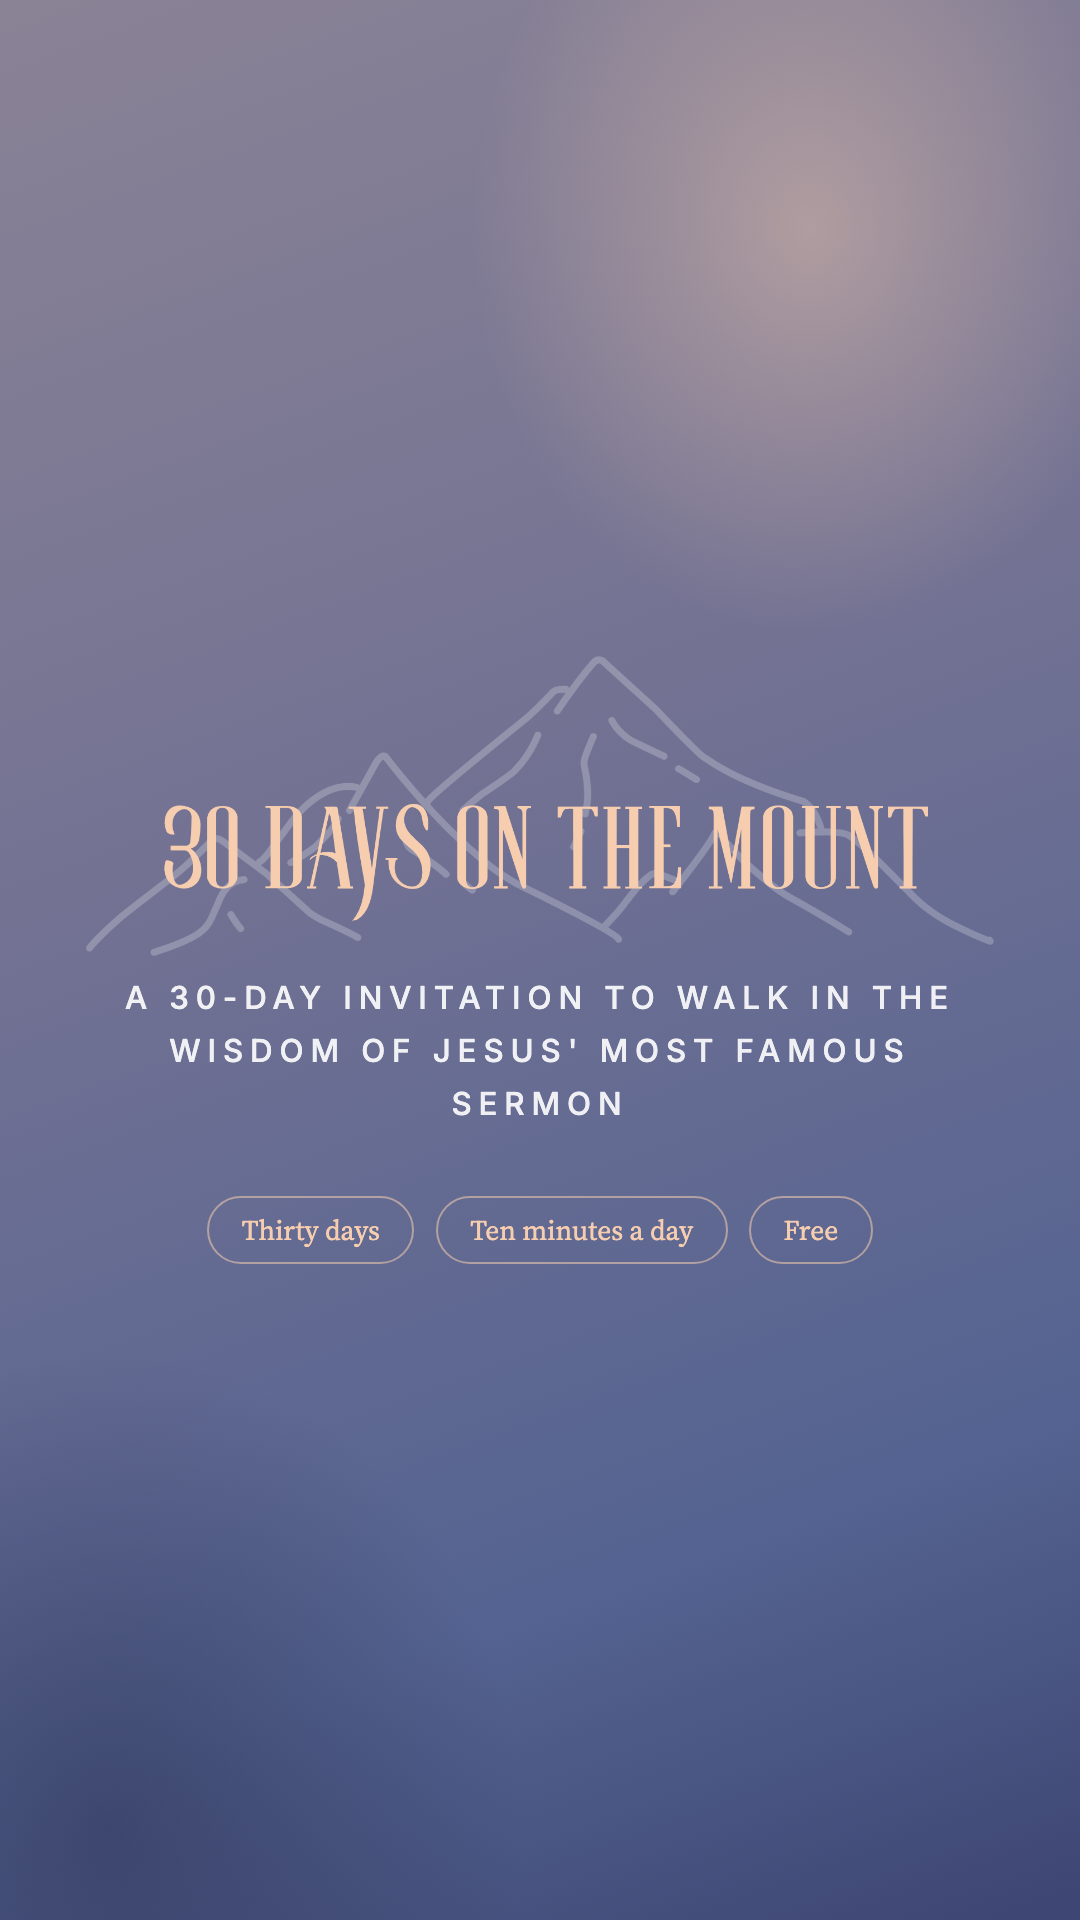 30 DAYS ON THE MOUNT
A 30-DAY INVITATION TO WALK IN THE
WISDOM OF JESUS' MOST FAMOUS
SERMON
Thirty days Ten minutes a day Free